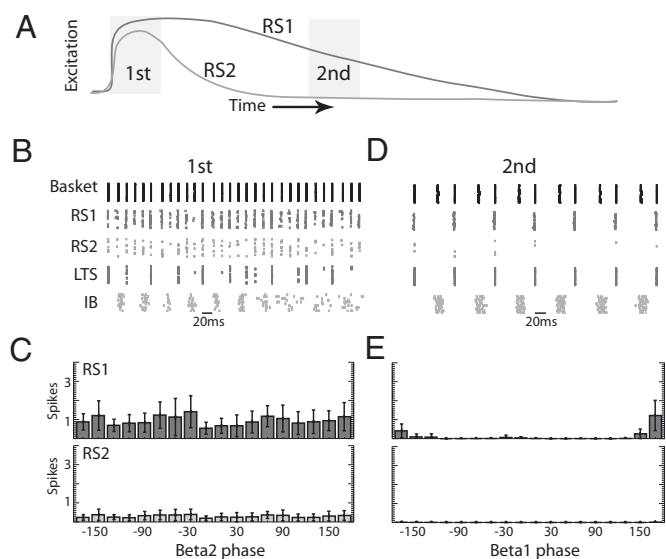 A
Excitation
RS1
1st
RS2
2nd
Time
B
1st
D
2nd
Basket
RS1
RS2
LTS
IB
20ms
20ms
C
RS1
E
Spikes
3
1
3
1
RS2
Spikes
3
1
-150 -90 -30 30 90 150
Beta2 phase
-150 -90 -30 30 90 150
Beta1 phase